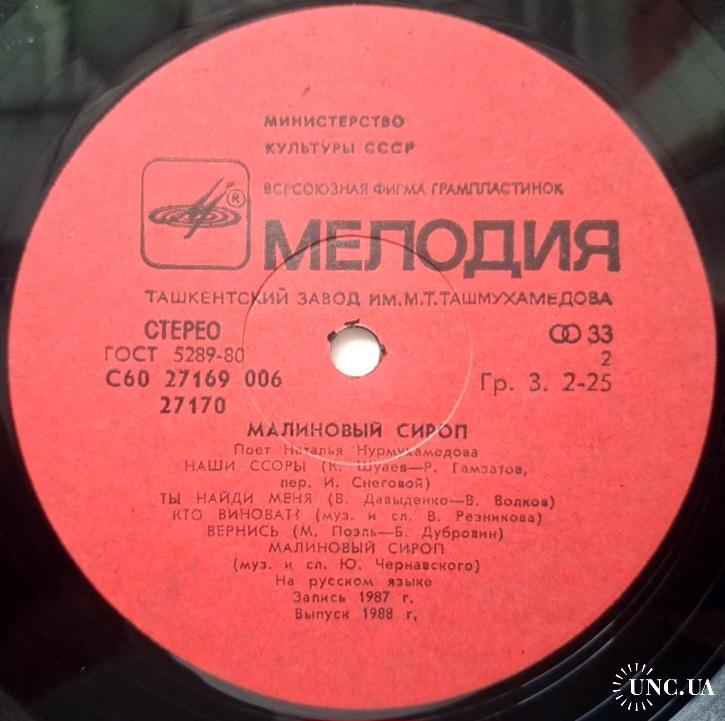 МИНИСТЕРСТВО
КУЛЬТУРЫ СССР
®
ВСЕСОЮЗНАЯ ФИРМА ГРАМПЛАСТИНОК
МЕЛОДИЯ
ТАШКЕНТСКИЙ ЗАВОД ИМ.М.Т.ТАШМУХАМЕДОВА
СТЕРЕО
ГОСТ 5289-80
С60 27169 006
27170
33
2
Гр. 3. 2-25
МАЛИНОВЫЙ СИРОП
Поет Наталья Нурмухамедова
НАШИ ССОРЫ (К. Шуаев—Р. Гамзатов,
пер. И. Снеговой)
ТЫ НАЙДИ МЕНЯ (В. Давыденко—В. Волков)
КТО ВИНОВАТ? (муз. и сл. В. Резникова)
ВЕРНИСЬ (М. Поэль—Б. Дубровин)
МАЛИНОВЫЙ СИРОП
(муз. и сл. Ю. Чернавского)
На русском языке
Запись 1987 г.
Выпуск 1988 г.
UNC.UA